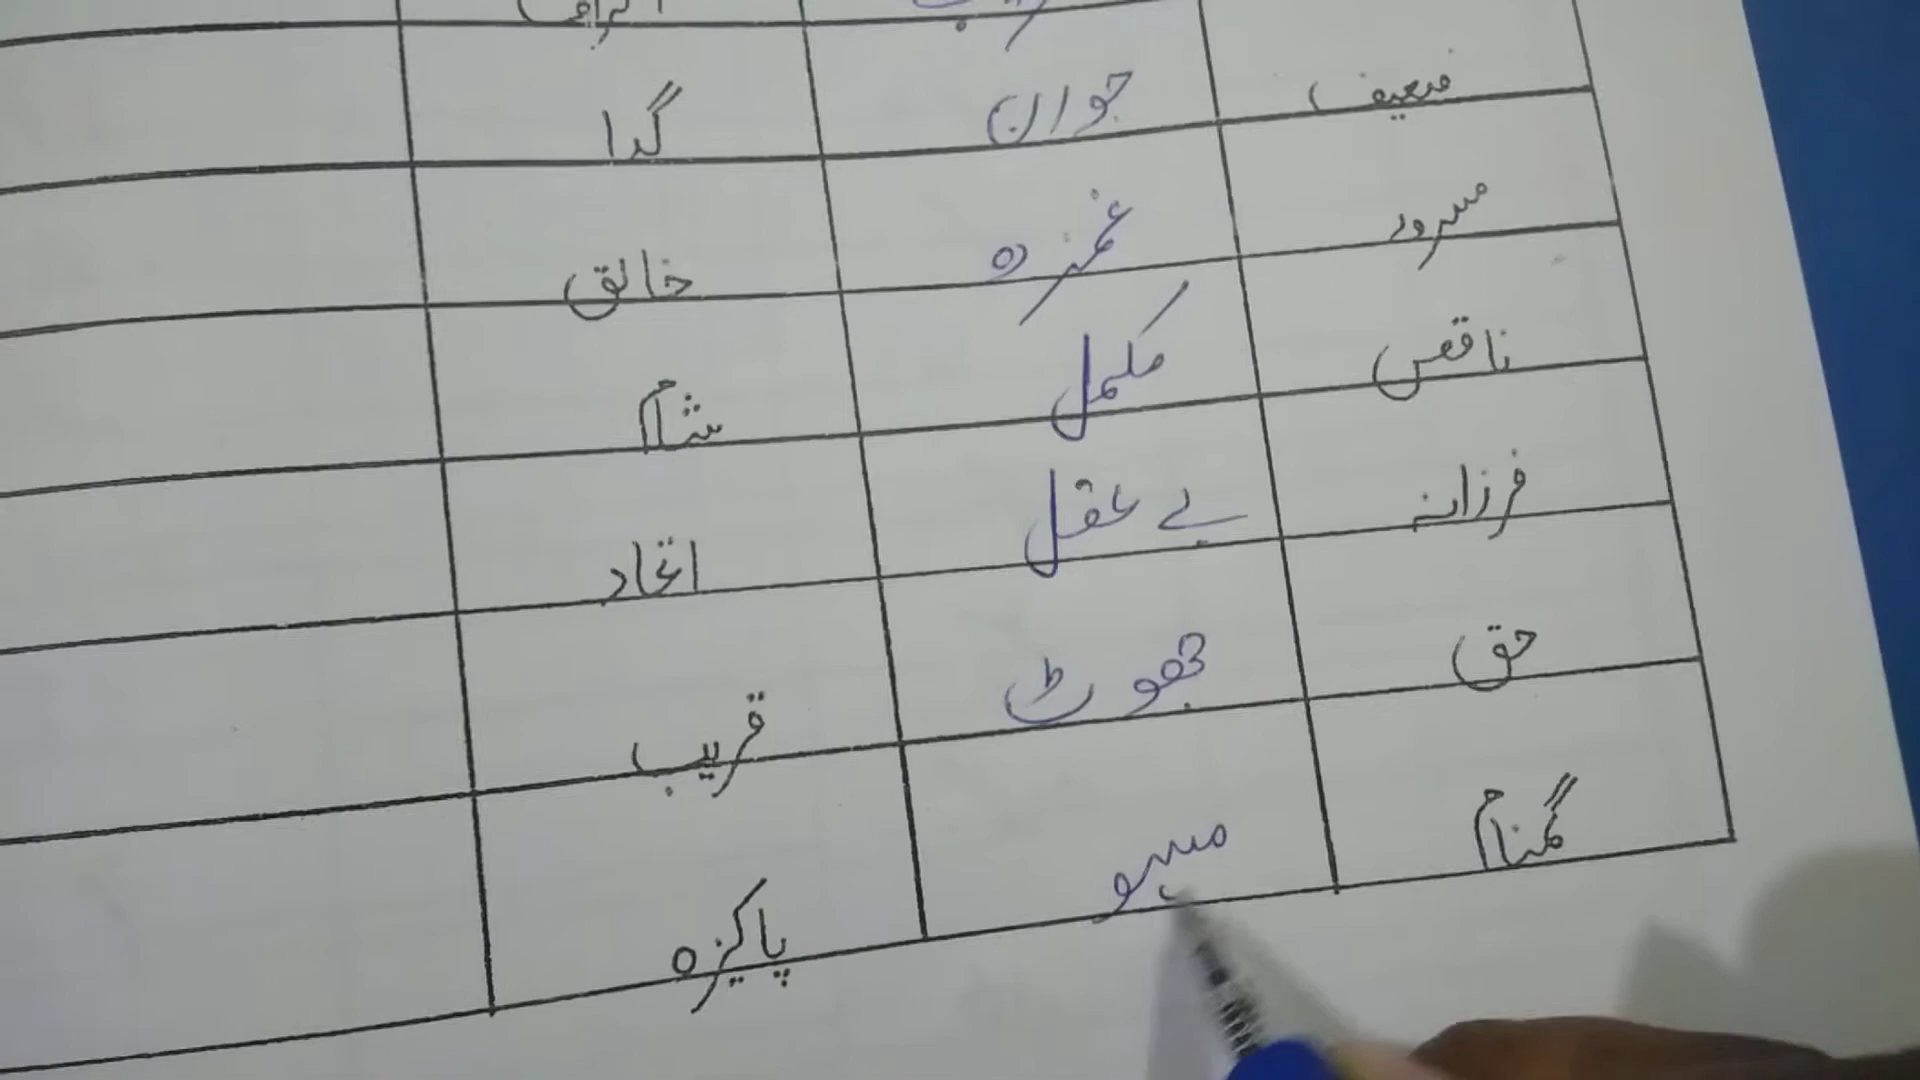 ضعیف جوان گدا
مسرور غمزدہ خالق
ناقص مکمل شام
فرزانہ بے عقل اتحاد
حق جھوٹ قریب
گمنام پاکیزہ